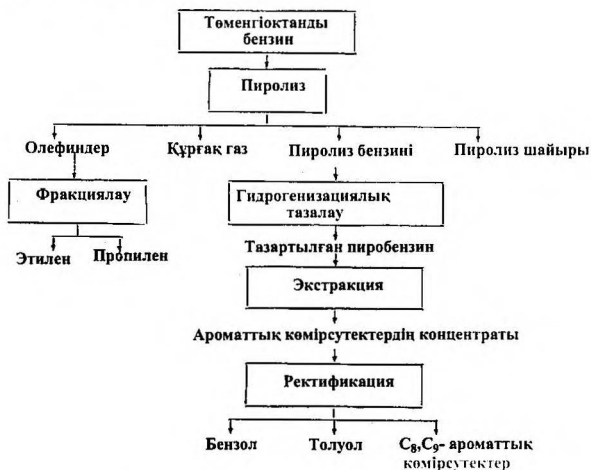 Төменгіоктанды
бензин
Пиролиз
Олефиндер
Құрғақ газ
Пиролиз бензині
Пиролиз шайыры
Фракциялау
Гидрогенизациялық
тазалау
Этилен
Пропилен
Тазартылған пиробензин
Экстракция
Ароматтық көмірсутектердің концентраты
Ректификация
Бензол
Толуол
C₈,C₉- ароматтық
көмірсутектер